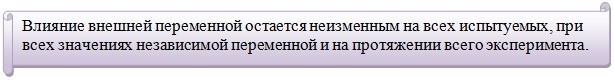 Влияние внешней переменной остается неизменным на всех испытуемых, при
всех значениях независимой переменной и на протяжении всего эксперимента.